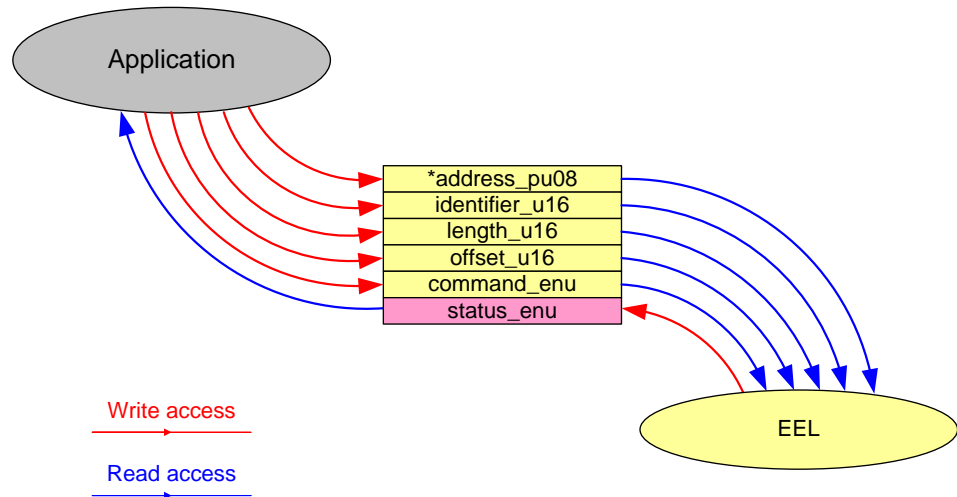 Application
*address_pu08
identifier_u16
length_u16
offset_u16
command_enu
status_enu
Write access
EEL
Read access